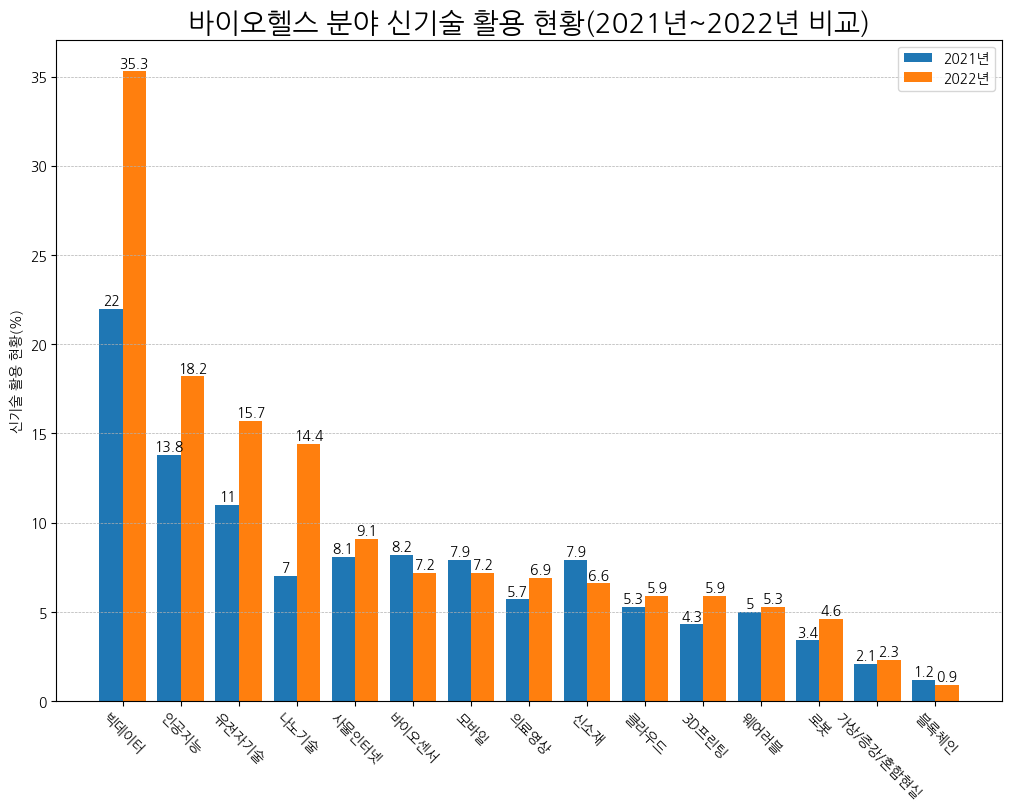 바이오헬스 분야 신기술 활용 현황(2021년~2022년 비교)
2021년
2022년
신기술 활용 현황(%)
35
30
25
20
15
10
5
0
22
35.3
13.8
18.2
11
15.7
7
14.4
8.1
9.1
8.2
7.2
7.9
7.2
5.7
6.9
7.9
6.6
5.3
5.9
4.3
5.9
5
5.3
3.4
4.6
2.1
2.3
1.2
0.9
빅데이터
인공지능
유전자기술
나노기술
사물인터넷
바이오센서
모바일
의료영상
신소재
클라우드
3D프린팅
웨어러블
로봇
가상/증강/혼합현실
블록체인